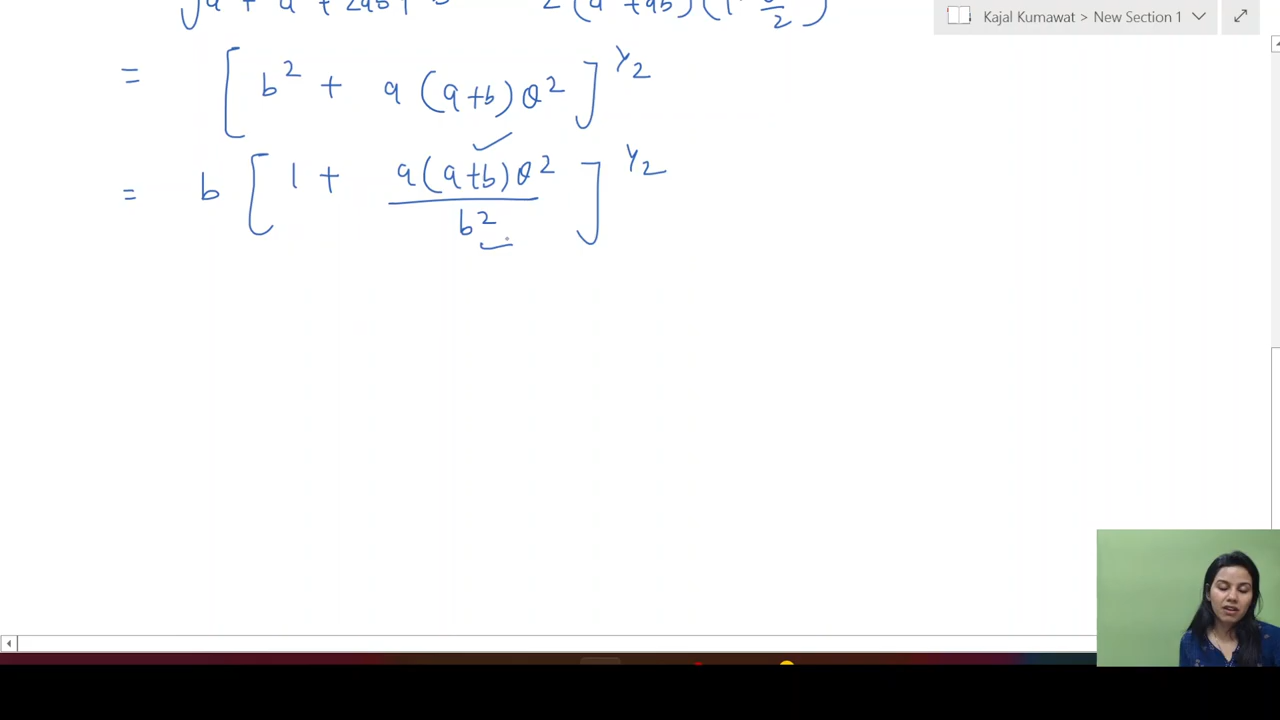 Kajal Kumawat > New Section 1
= [ b² + a (a+b) θ² ]^1/2
= b [ 1 + a(a+b)θ² / b² ]^1/2